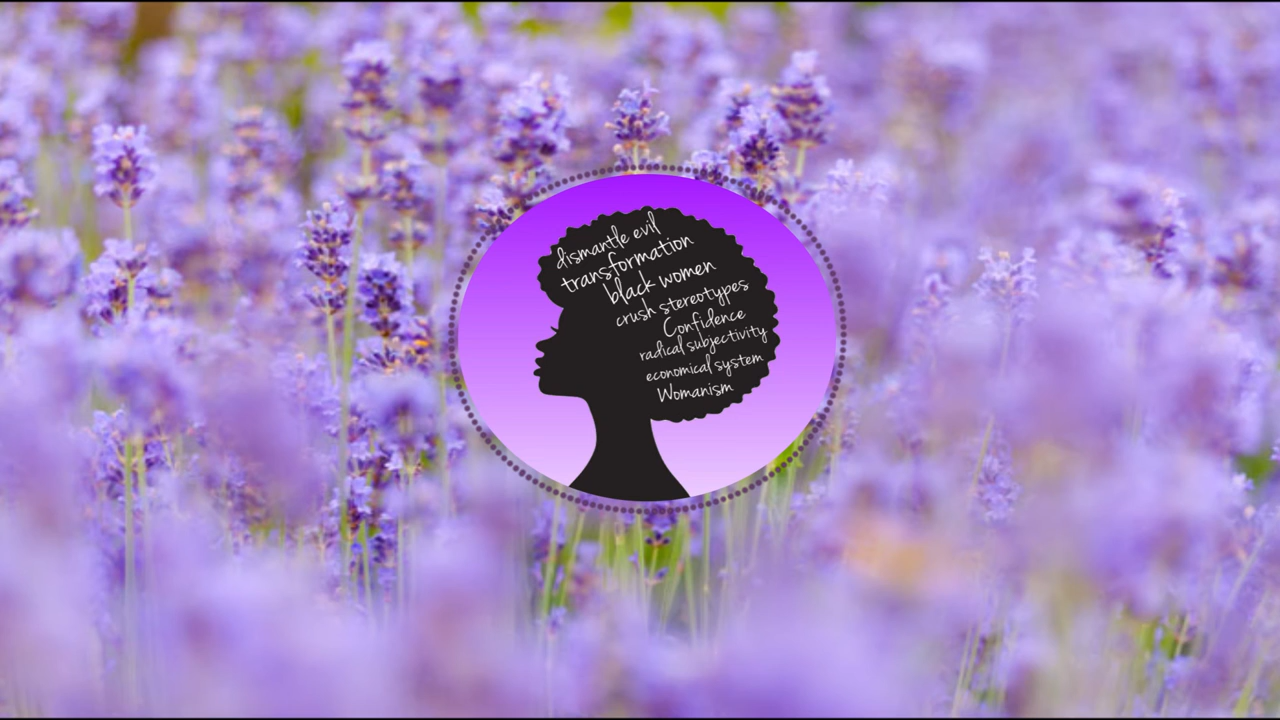 dismantle evil
transformation
black women
crush stereotypes
Confidence
radical subjectivity
economical system
Womanism